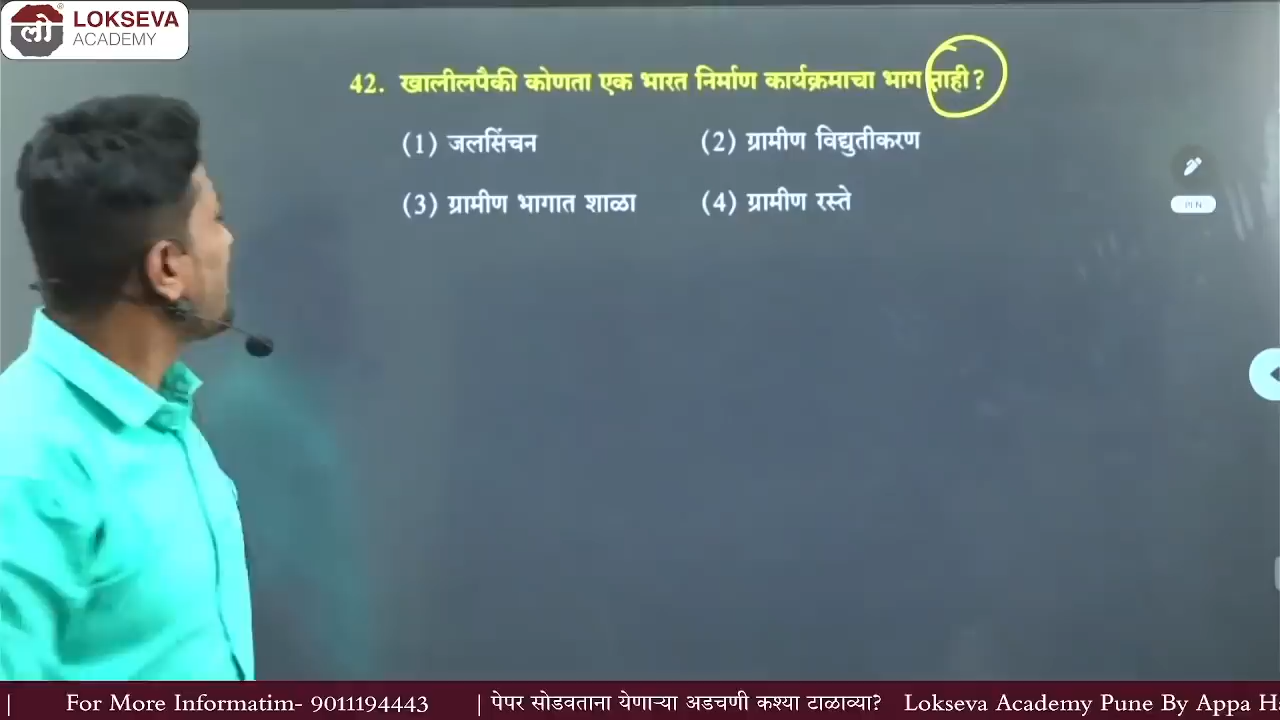 LOKSEVA
ACADEMY
लो
42. खालीलपैकी कोणता एक भारत निर्माण कार्यक्रमाचा भाग नाही?
(1) जलसिंचन (2) ग्रामीण विद्युतीकरण
(3) ग्रामीण भागात शाळा (4) ग्रामीण रस्ते
PEN
| For More Informatim- 9011194443 | पेपर सोडवताना येणाऱ्या अडचणी कश्या टाळाव्या? Lokseva Academy Pune By Appa H